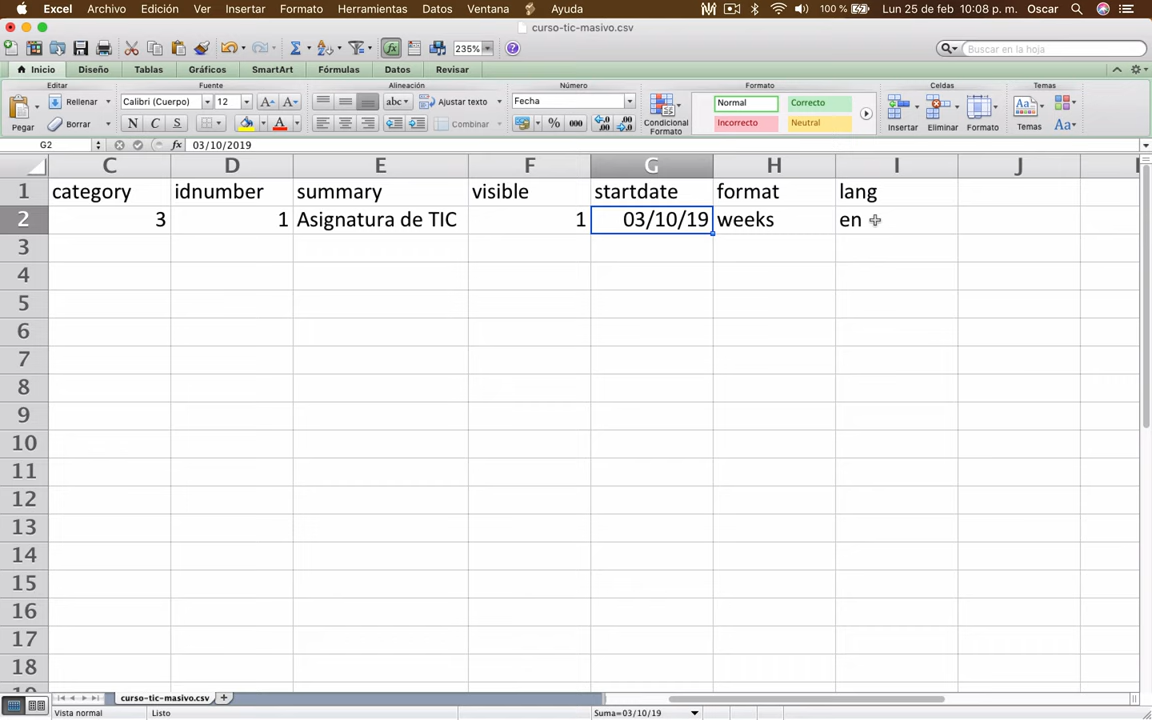 Excel Archivo Edición Ver Insertar Formato Herramientas Datos Ventana Ayuda 100 % Lun 25 de feb 10:08 p. m. Oscar
curso-tic-masivo.csv
235% Buscar en la hoja
Inicio Diseño Tablas Gráficos SmartArt Fórmulas Datos Revisar
Editar Fuente Alineación Número Formato Celdas Temas
Rellenar Calibri (Cuerpo) 12 A A abc Ajustar texto Fecha Normal Correcto
Pegar Borrar N C S A Combinar % 000 Condicional Formato Incorrecto Neutral Insertar Eliminar Formato Temas Aa
G2 fx 03/10/2019
C D E F G H I J
1 category idnumber summary visible startdate format lang
2 3 1 Asignatura de TIC 1 03/10/19 weeks en
3
4
5
6
7
8
9
10
11
12
13
14
15
16
17
18
curso-tic-masivo.csv
Vista normal Listo Suma=03/10/19